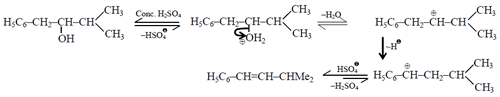 H₅C₆–CH₂–CH–CH(CH₃)CH₃ Conc. H₂SO₄ –HSO₄⊖ H₅C₆–CH₂–CH–CH(CH₃)CH₃ –H₂O H₅C₆–CH₂–CH–CH(CH₃)CH₃
OH OH₂ ⊕ ⊕
~H⊖
H₅C₆–CH=CH–CHMe₂ HSO₄⊖ –H₂SO₄ H₅C₆–CH–CH₂–CH(CH₃)CH₃
⊕